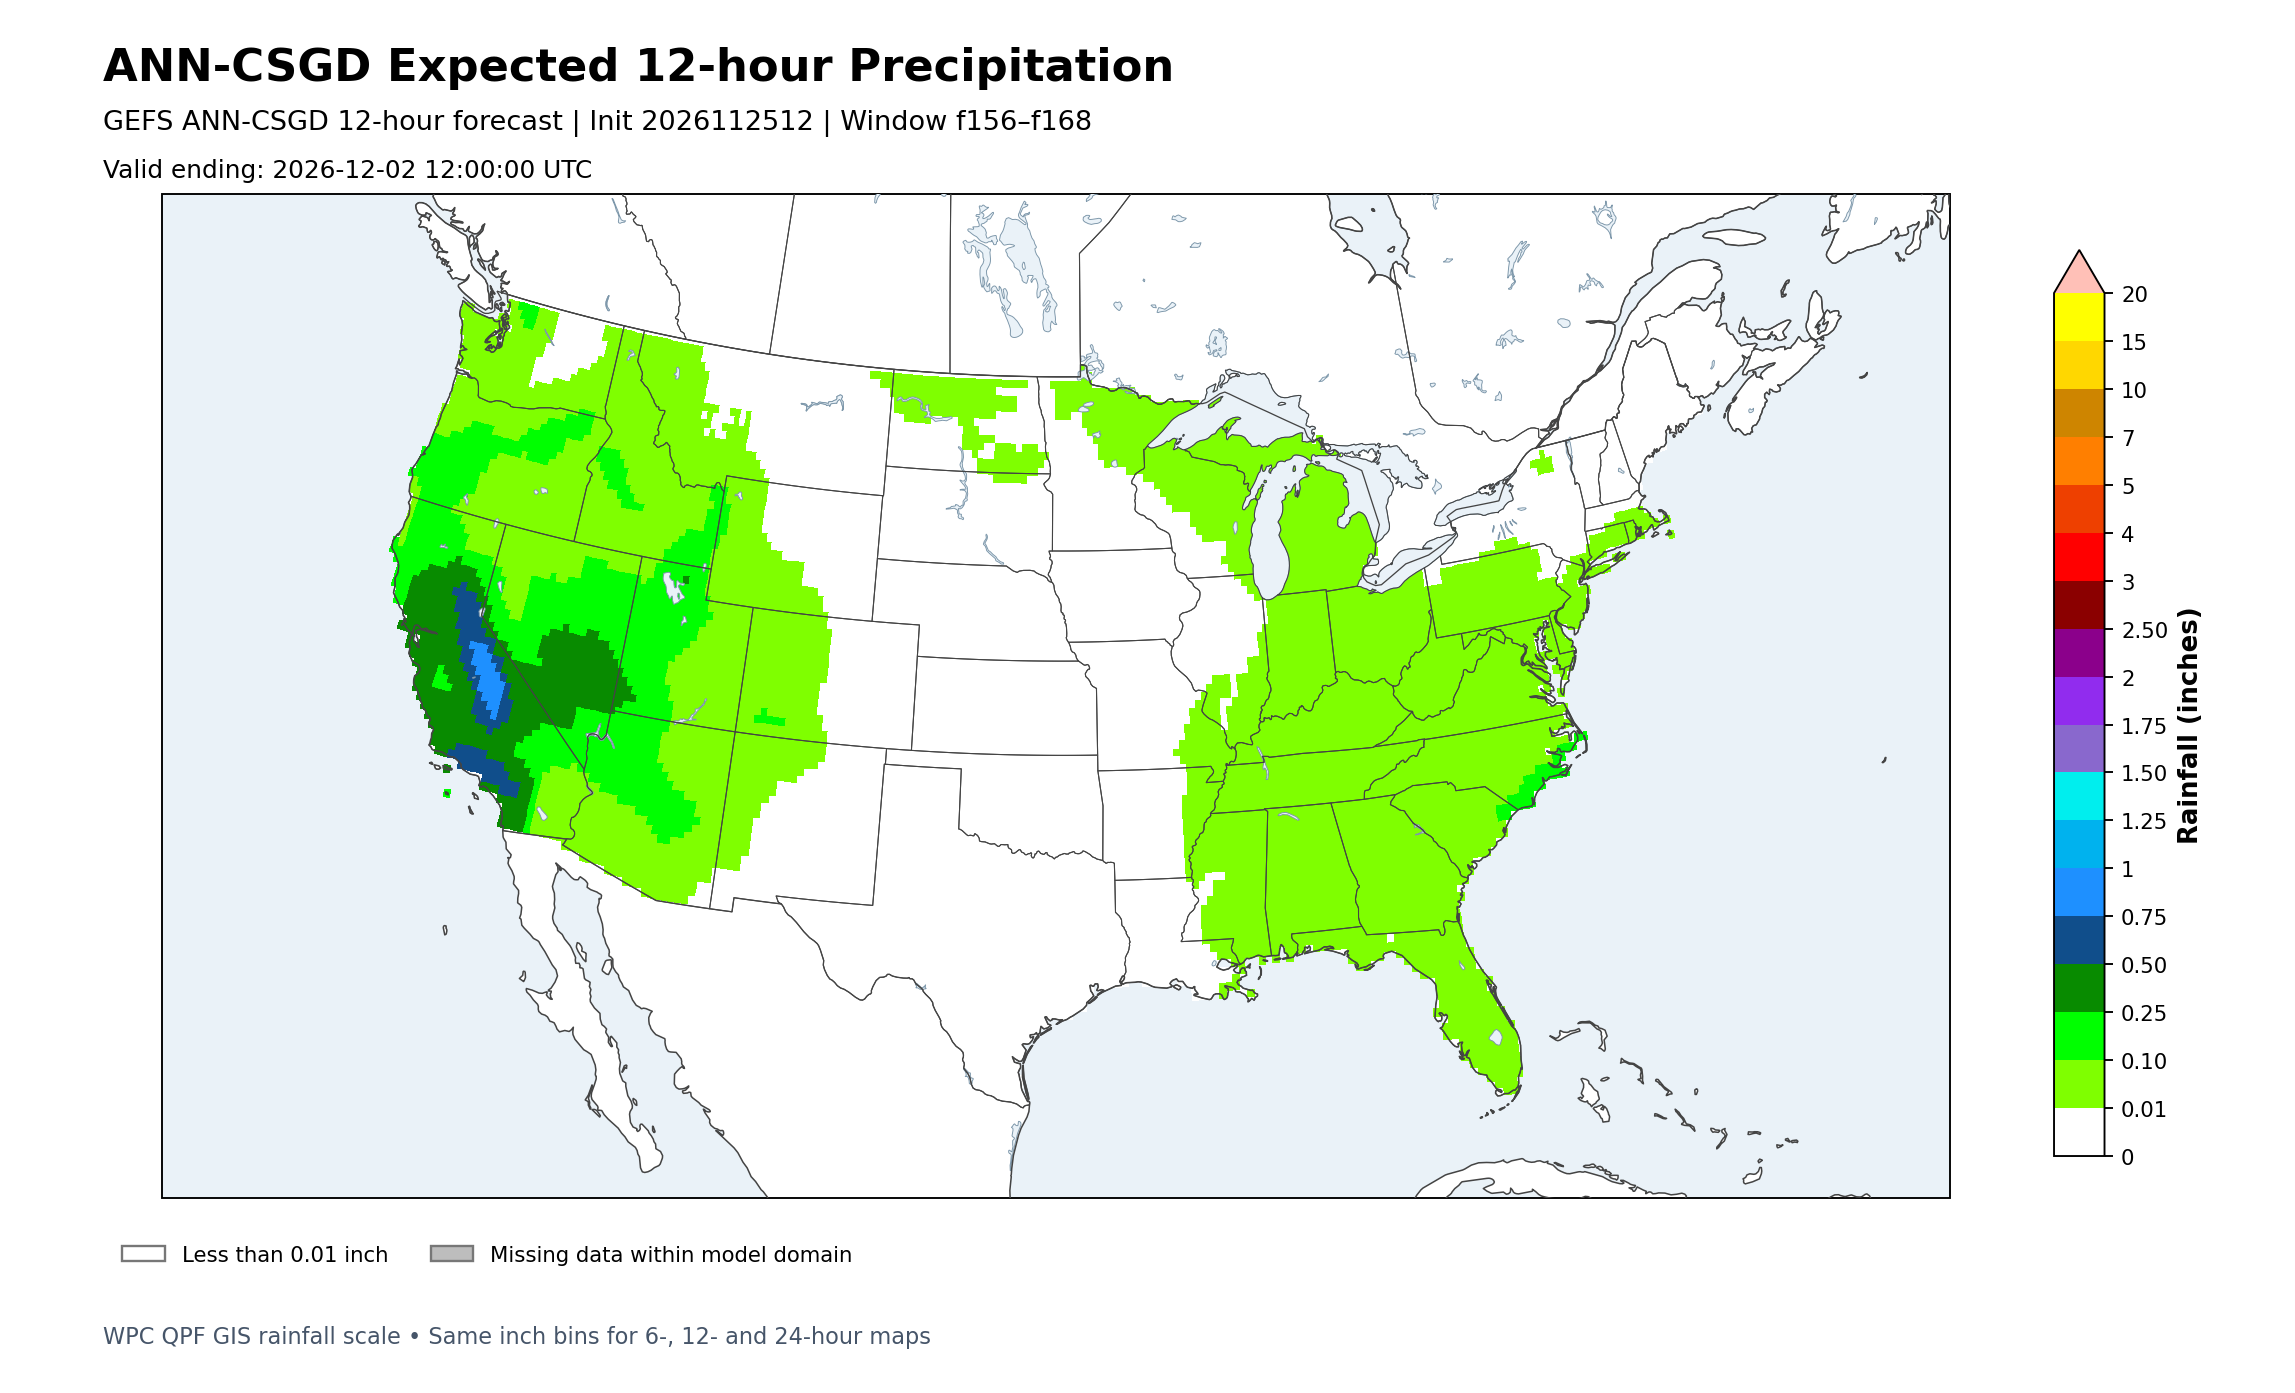 ANN-CSGD Expected 12-hour Precipitation
GEFS ANN-CSGD 12-hour forecast | Init 2026112512 | Window f156–f168
Valid ending: 2026-12-02 12:00:00 UTC
20
15
10
7
5
4
3
2.50
2
1.75
1.50
1.25
1
0.75
0.50
0.25
0.10
0.01
0
Rainfall (inches)
Less than 0.01 inch
Missing data within model domain
WPC QPF GIS rainfall scale • Same inch bins for 6-, 12- and 24-hour maps